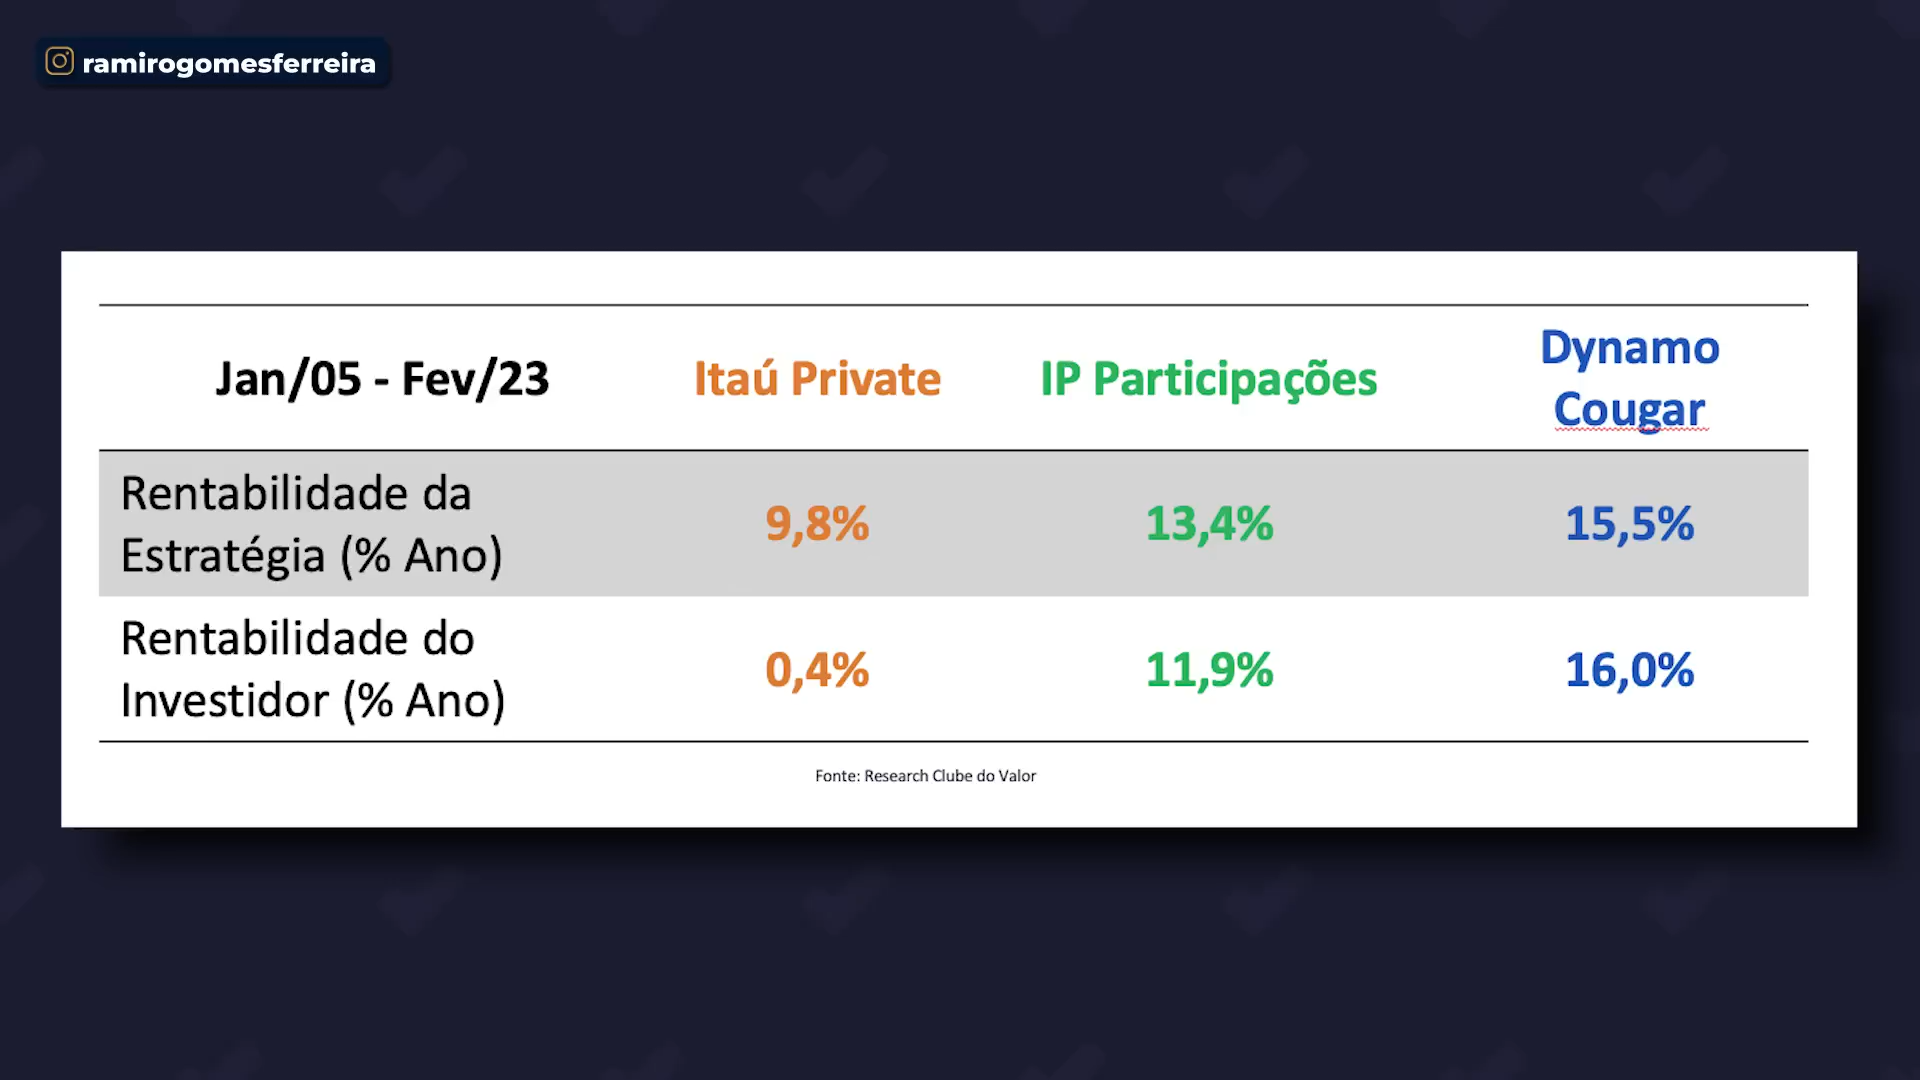 ramirogomesferreira
Jan/05 - Fev/23
Itaú Private
IP Participações
Dynamo
Cougar
Rentabilidade da
Estratégia (% Ano)
9,8%
13,4%
15,5%
Rentabilidade do
Investidor (% Ano)
0,4%
11,9%
16,0%
Fonte: Research Clube do Valor